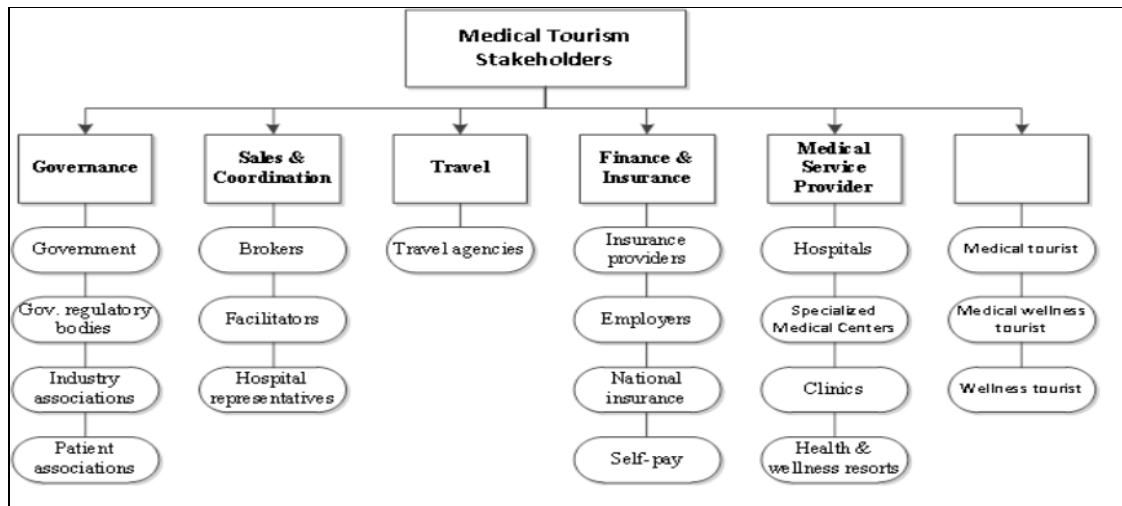 Medical Tourism
Stakeholders
Governance
Sales &
Coordination
Travel
Finance &
Insurance
Medical
Service
Provider
Government
Gov. regulatory
bodies
Industry
associations
Patient
associations
Brokers
Facilitators
Hospital
representatives
Travel agencies
Insurance
providers
Employers
National
insurance
Self-pay
Hospitals
Specialized
Medical Centers
Clinics
Health &
wellness resorts
Medical tourist
Medical wellness
tourist
Wellness tourist